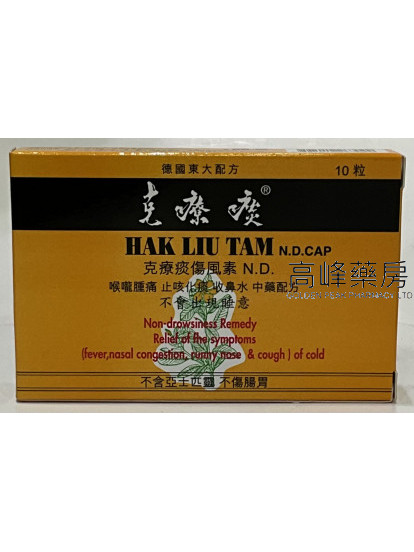 德國東大配方
10粒
克療痰®
HAK LIU TAM N.D.CAP
克療痰傷風素 N.D.
喉嚨腫痛 止咳化痰 收鼻水 中藥配方
不會出現睡意
高峰藥房
Non-drowsiness Remedy
Relief of the symptoms
(fever,nasal congestion, runny nose & cough ) of cold
不含亞士匹靈 不傷腸胃